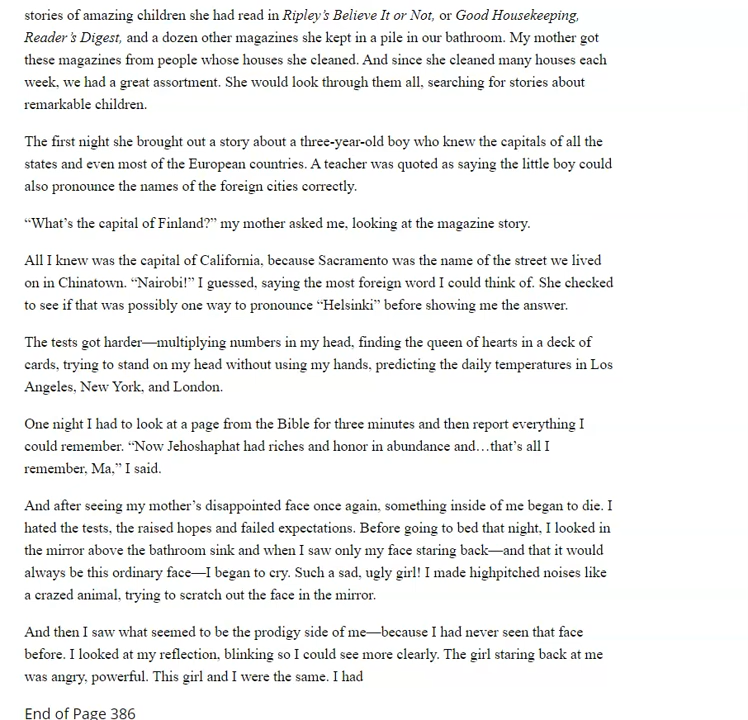 stories of amazing children she had read in Ripley's Believe It or Not, or Good Housekeeping,
Reader's Digest, and a dozen other magazines she kept in a pile in our bathroom. My mother got
these magazines from people whose houses she cleaned. And since she cleaned many houses each
week, we had a great assortment. She would look through them all, searching for stories about
remarkable children.
The first night she brought out a story about a three-year-old boy who knew the capitals of all the
states and even most of the European countries. A teacher was quoted as saying the little boy could
also pronounce the names of the foreign cities correctly.
“What’s the capital of Finland?” my mother asked me, looking at the magazine story.
All I knew was the capital of California, because Sacramento was the name of the street we lived
on in Chinatown. “Nairobi!” I guessed, saying the most foreign word I could think of. She checked
to see if that was possibly one way to pronounce “Helsinki” before showing me the answer.
The tests got harder—multiplying numbers in my head, finding the queen of hearts in a deck of
cards, trying to stand on my head without using my hands, predicting the daily temperatures in Los
Angeles, New York, and London.
One night I had to look at a page from the Bible for three minutes and then report everything I
could remember. “Now Jehoshaphat had riches and honor in abundance and…that’s all I
remember, Ma,” I said.
And after seeing my mother’s disappointed face once again, something inside of me began to die. I
hated the tests, the raised hopes and failed expectations. Before going to bed that night, I looked in
the mirror above the bathroom sink and when I saw only my face staring back—and that it would
always be this ordinary face—I began to cry. Such a sad, ugly girl! I made highpitched noises like
a crazed animal, trying to scratch out the face in the mirror.
And then I saw what seemed to be the prodigy side of me—because I had never seen that face
before. I looked at my reflection, blinking so I could see more clearly. The girl staring back at me
was angry, powerful. This girl and I were the same. I had
End of Page 386